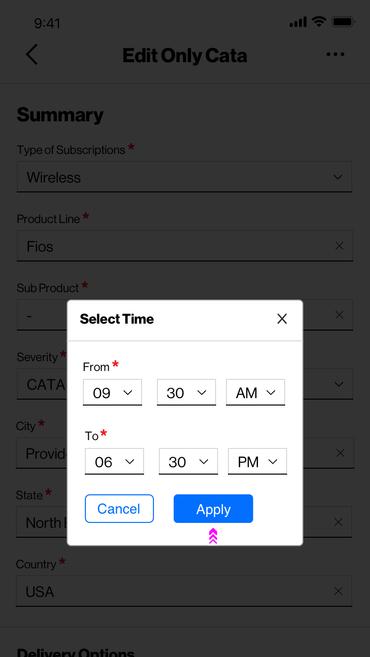 9:41
Edit Only Cata
Summary
Type of Subscriptions *
Wireless
Product Line *
Fios
Sub Product *
-
Select Time
From *
09 30 AM
To *
06 30 PM
Cancel Apply
Severity *
CATA
City *
State *
North
Country *
USA
Delivery Options